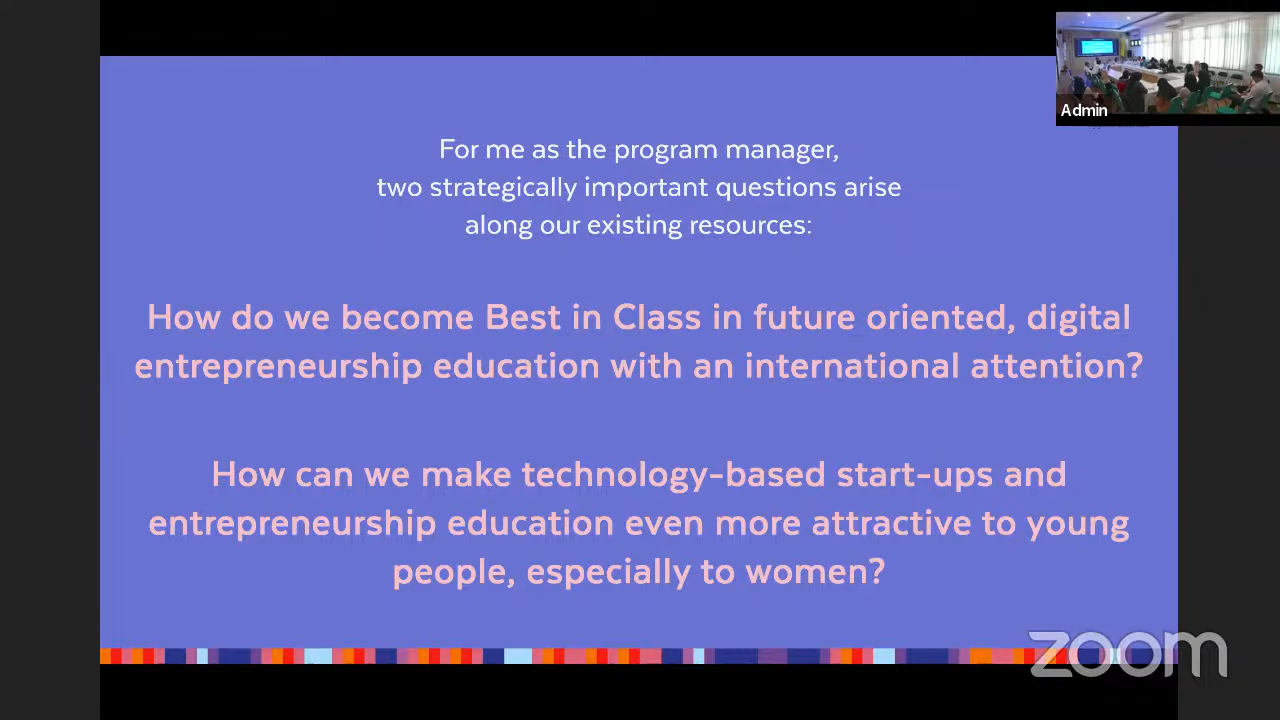 Admin
For me as the program manager,
two strategically important questions arise
along our existing resources:
How do we become Best in Class in future oriented, digital
entrepreneurship education with an international attention?
How can we make technology-based start-ups and
entrepreneurship education even more attractive to young
people, especially to women?
zoom